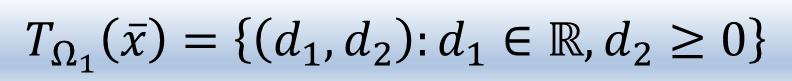 T_{Ω_1}(x̄) = {(d_1, d_2): d_1 ∈ ℝ, d_2 ≥ 0}